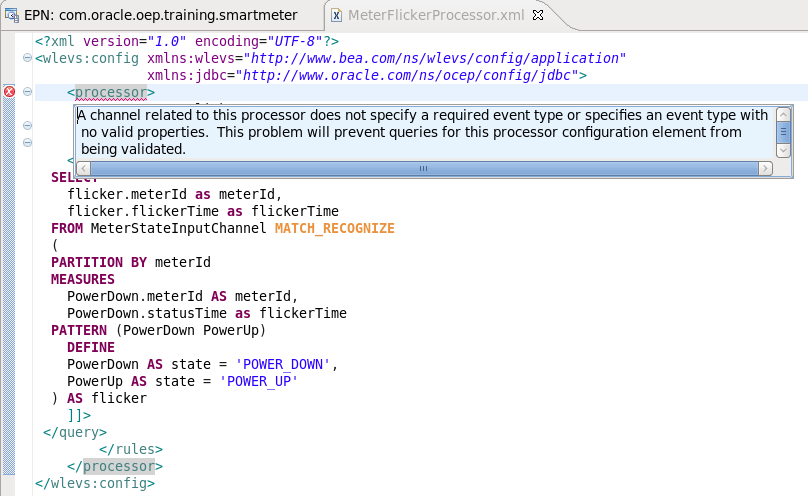 EPN: com.oracle.oep.training.smartmeter
MeterFlickerProcessor.xml
<?xml version="1.0" encoding="UTF-8"?>
<wlevs:config xmlns:wlevs="http://www.bea.com/ns/wlevs/config/application"
xmlns:jdbc="http://www.oracle.com/ns/ocep/config/jdbc">
<processor>
A channel related to this processor does not specify a required event type or specifies an event type with
no valid properties.  This problem will prevent queries for this processor configuration element from
being validated.
<
SELECT
flicker.meterId as meterId,
flicker.flickerTime as flickerTime
FROM MeterStateInputChannel MATCH_RECOGNIZE
(
PARTITION BY meterId
MEASURES
PowerDown.meterId AS meterId,
PowerDown.statusTime as flickerTime
PATTERN (PowerDown PowerUp)
DEFINE
PowerDown AS state = 'POWER_DOWN',
PowerUp AS state = 'POWER_UP'
) AS flicker
]]>
</query>
</rules>
</processor>
</wlevs:config>